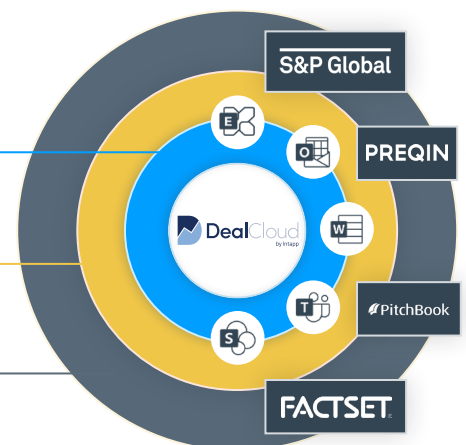 S&P Global
E
O
PREQIN
W
DealCloud
by Intapp
T
PitchBook
S
FACTSET